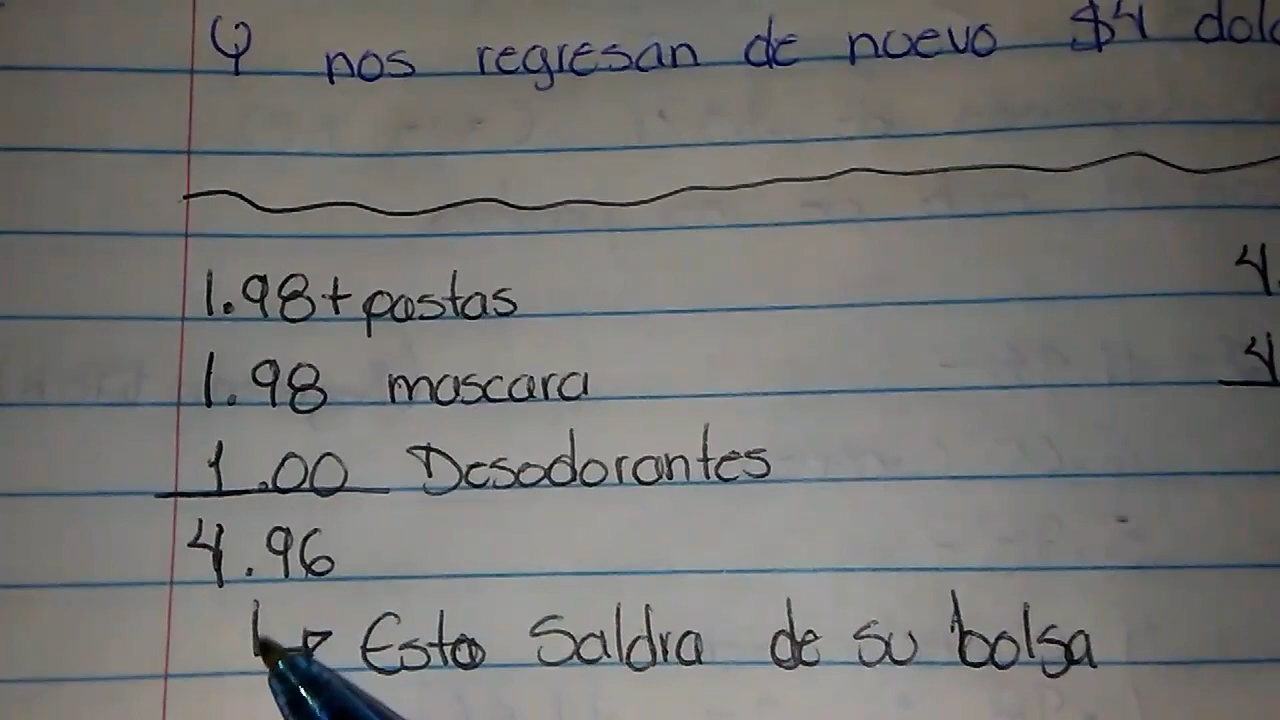 Y nos regresan de nuevo $4
1.98+pastas
4
1.98 mascara
4
1.00 Desodorantes
4.96
Esto Saldra de su bolsa